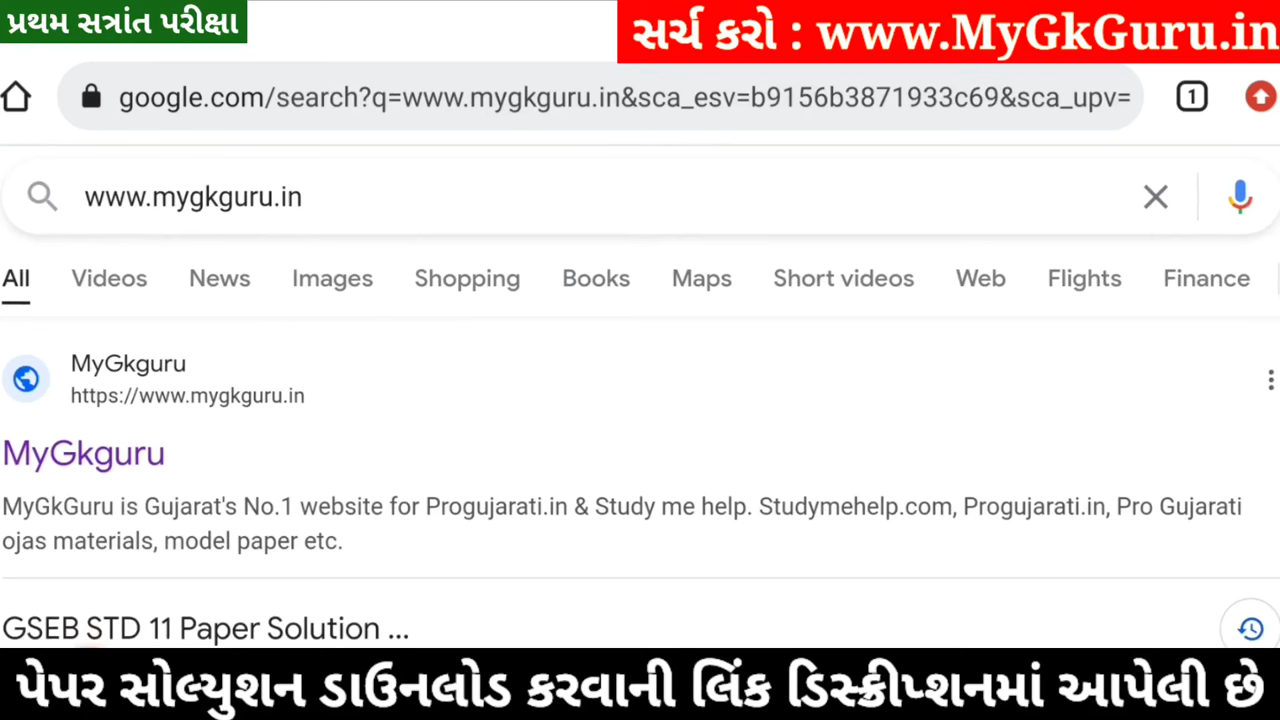 પ્રથમ સત્રાંત પરીક્ષા
સર્ચ કરો : www.MyGkGuru.in
google.com/search?q=www.mygkguru.in&sca_esv=b9156b3871933c69&sca_upv=
1
www.mygkguru.in
All Videos News Images Shopping Books Maps Short videos Web Flights Finance
MyGkguru
https://www.mygkguru.in
MyGkguru
MyGkGuru is Gujarat's No.1 website for Progujarati.in & Study me help. Studymehelp.com, Progujarati.in, Pro Gujarati
ojas materials, model paper etc.
GSEB STD 11 Paper Solution ...
પેપર સોલ્યુશન ડાઉનલોડ કરવાની લિંક ડિસ્ક્રીપ્શનમાં આપેલી છે